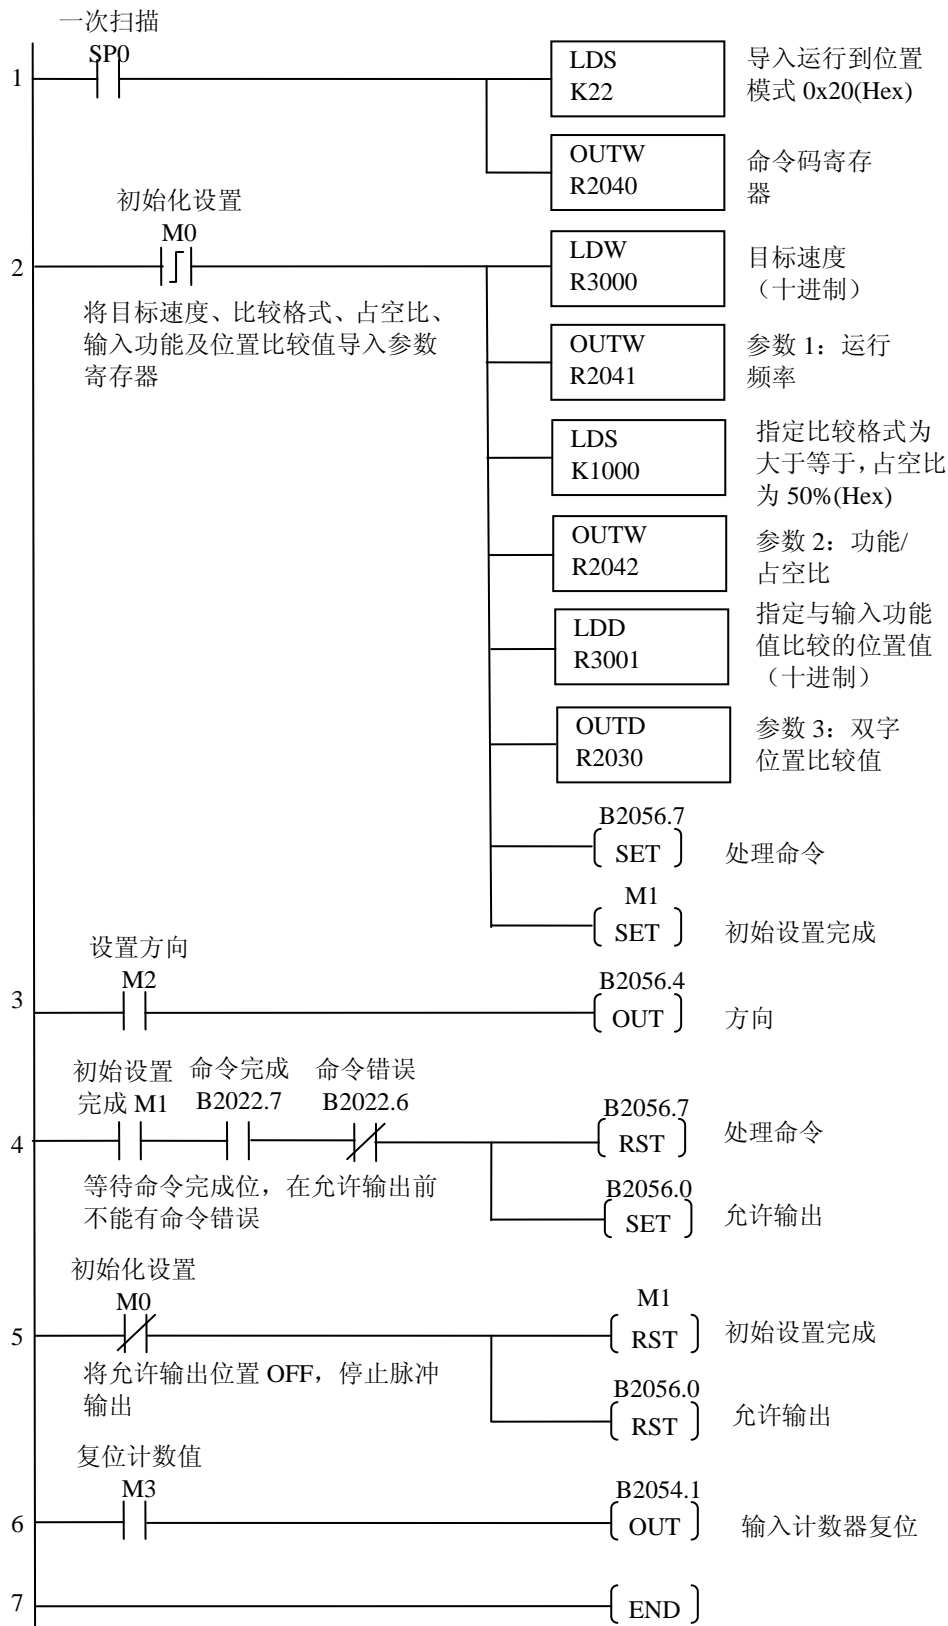 一次扫描
SP0
1
LDS
K22
导入运行到位置
模式 0x20(Hex)
OUTW
R2040
命令码寄存
器
初始化设置
M0
2
LDW
R3000
目标速度
（十进制）
将目标速度、比较格式、占空比、
输入功能及位置比较值导入参数
寄存器
OUTW
R2041
参数 1：运行
频率
LDS
K1000
指定比较格式为
大于等于，占空比
为 50%(Hex)
OUTW
R2042
参数 2：功能/
占空比
LDD
R3001
指定与输入功能
值比较的位置值
（十进制）
OUTD
R2030
参数 3：双字
位置比较值
B2056.7
SET
处理命令
M1
SET
初始设置完成
设置方向
M2
3
B2056.4
OUT
方向
初始设置
完成 M1
命令完成
B2022.7
命令错误
B2022.6
4
B2056.7
RST
处理命令
等待命令完成位，在允许输出前
不能有命令错误
B2056.0
SET
允许输出
初始化设置
M0
5
M1
RST
初始设置完成
将允许输出位置 OFF，停止脉冲
输出
B2056.0
RST
允许输出
复位计数值
M3
6
B2054.1
OUT
输入计数器复位
7
END